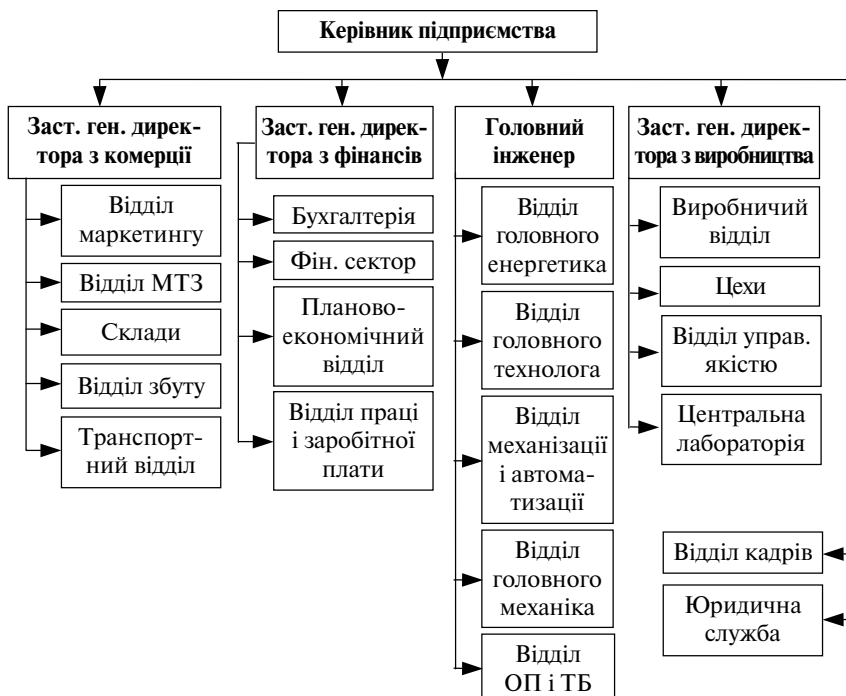 Керівник підприємства
Заст. ген. дирек-
тора з комерції
Відділ
маркетингу
Відділ МТЗ
Склади
Відділ збуту
Транспорт-
ний відділ
Заст. ген. дирек-
тора з фінансів
Бухгалтерія
Фін. сектор
Планово-
економічний
відділ
Відділ праці
і заробітної
плати
Головний
інженер
Відділ
головного
енергетика
Відділ
головного
технолога
Відділ
механізації
і автома-
тизації
Відділ
головного
механіка
Відділ
ОП і ТБ
Заст. ген. дирек-
тора з виробництва
Виробничий
відділ
Цехи
Відділ управ.
якістю
Центральна
лабораторія
Відділ кадрів
Юридична
служба